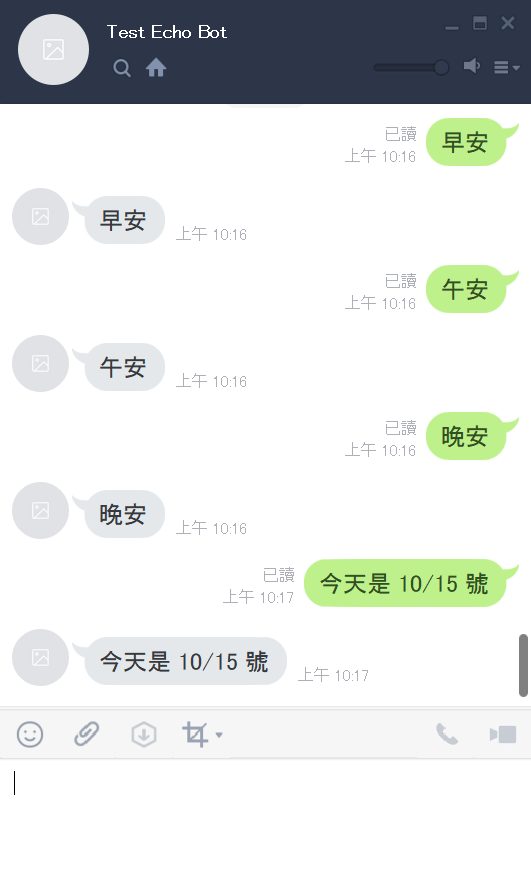 Test Echo Bot
已讀
上午 10:16
早安
早安
上午 10:16
已讀
上午 10:16
午安
午安
上午 10:16
已讀
上午 10:16
晚安
晚安
上午 10:16
已讀
上午 10:17
今天是 10/15 號
今天是 10/15 號
上午 10:17